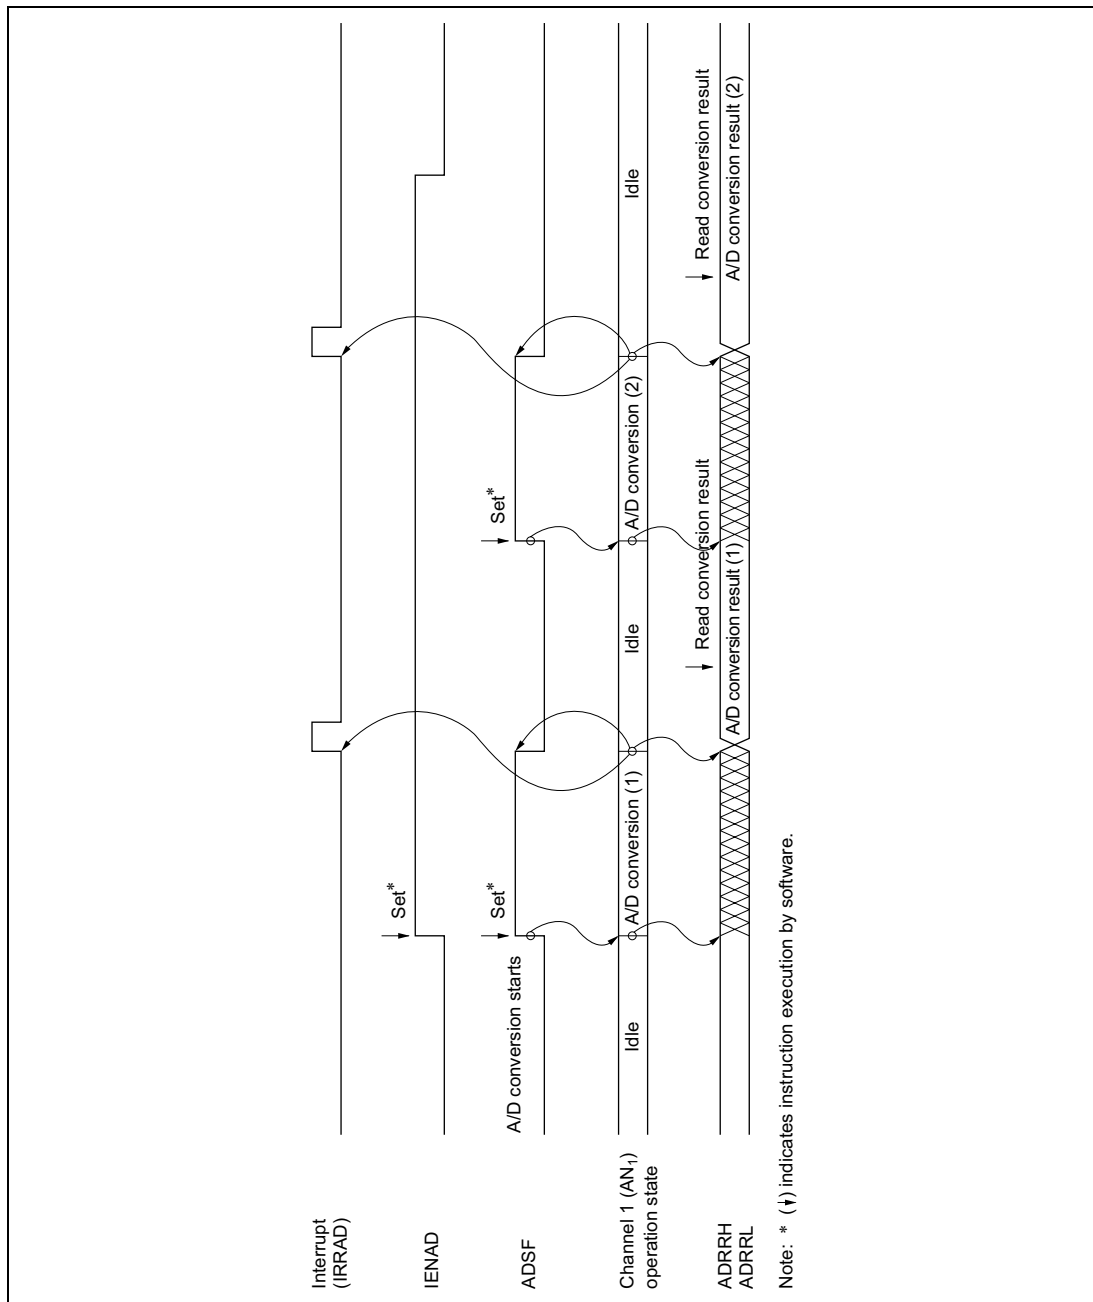 Interrupt
(IRRAD)
IENAD
Set*
ADSF
A/D conversion starts
Set*
Set*
Channel 1 (AN₁)
operation state
Idle
A/D conversion (1)
Idle
A/D conversion (2)
Idle
Read conversion result
Read conversion result
ADRRH
ADRRL
A/D conversion result (1)
A/D conversion result (2)
Note: * (↓) indicates instruction execution by software.